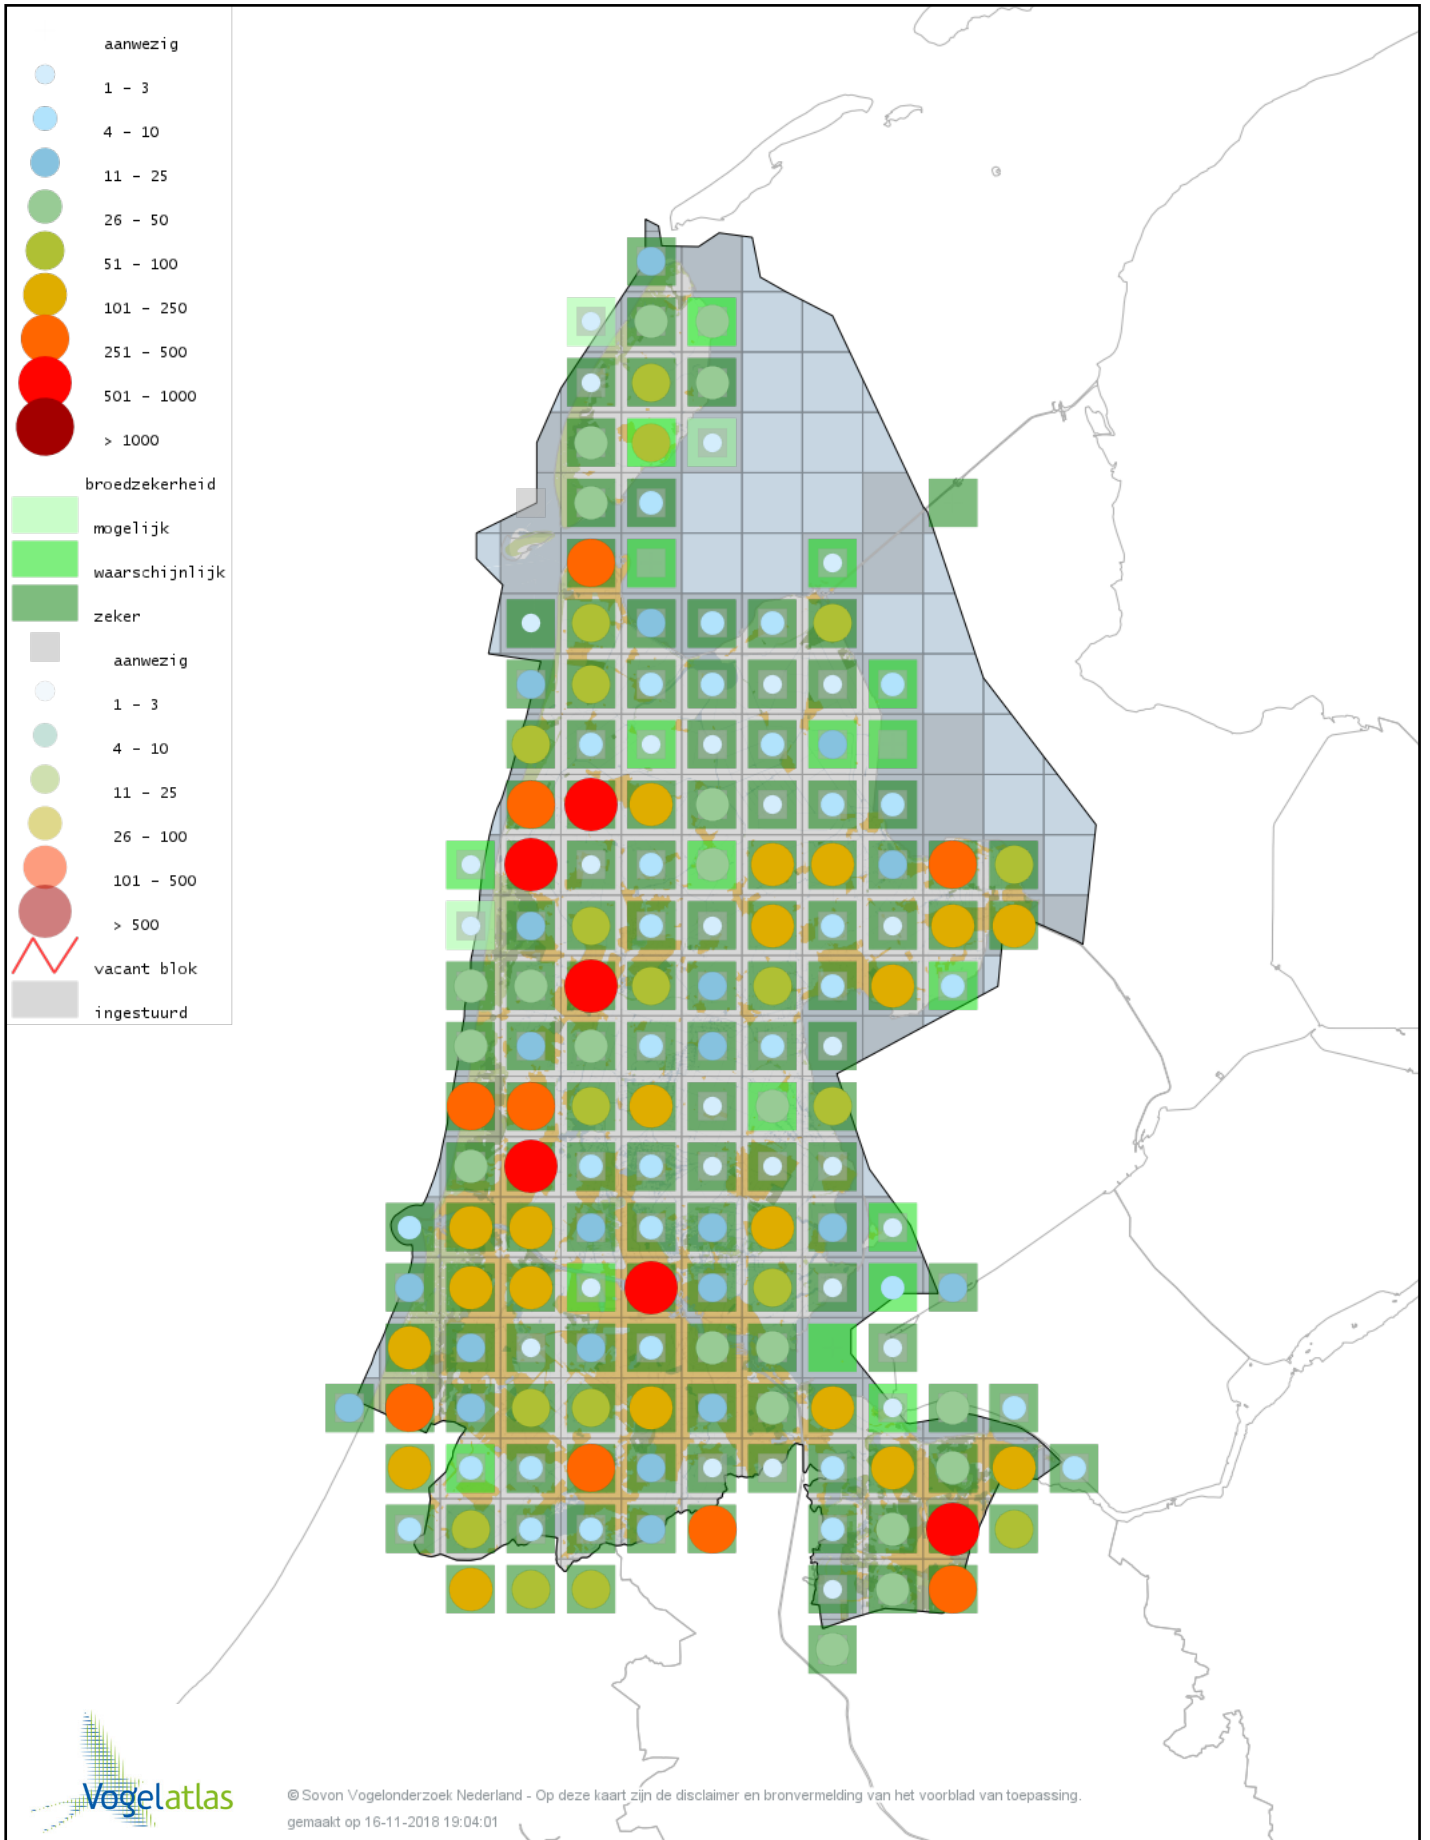 aanwezig
1 - 3
4 - 10
11 - 25
26 - 50
51 - 100
101 - 250
251 - 500
501 - 1000
> 1000
broedzekerheid
mogelijk
waarschijnlijk
zeker
aanwezig
1 - 3
4 - 10
11 - 25
26 - 100
101 - 500
> 500
vacant blok
ingestuurd
Vogelatlas
© Sovon Vogelonderzoek Nederland - Op deze kaart zijn de disclaimer en bronvermelding van het voorblad van toepassing.
gemaakt op 16-11-2018 19:04:01